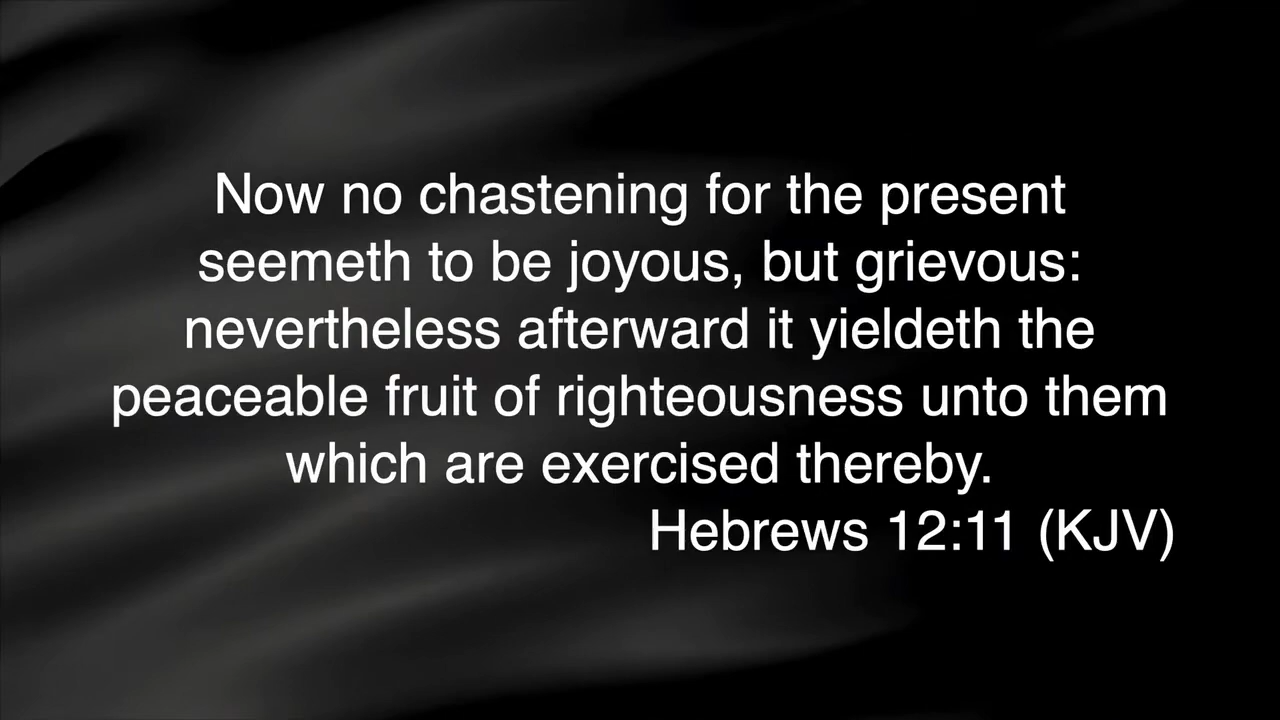 Now no chastening for the present
seemeth to be joyous, but grievous:
nevertheless afterward it yieldeth the
peaceable fruit of righteousness unto them
which are exercised thereby.
Hebrews 12:11 (KJV)